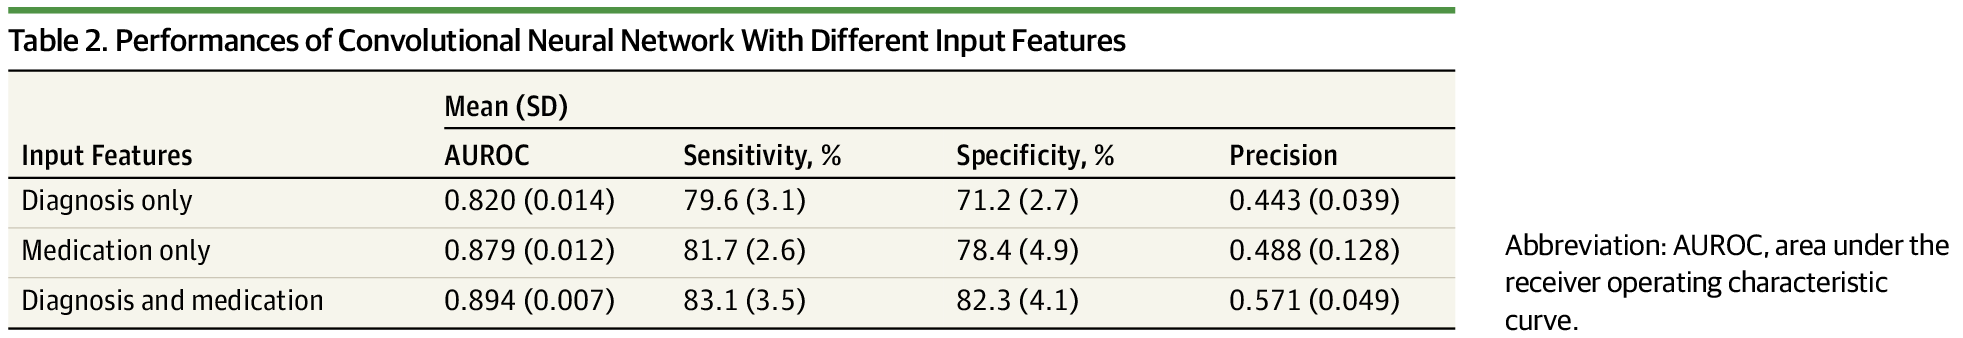 Table 2. Performances of Convolutional Neural Network With Different Input Features
Mean (SD)
Input Features AUROC Sensitivity, % Specificity, % Precision
Diagnosis only 0.820 (0.014) 79.6 (3.1) 71.2 (2.7) 0.443 (0.039)
Medication only 0.879 (0.012) 81.7 (2.6) 78.4 (4.9) 0.488 (0.128)
Diagnosis and medication 0.894 (0.007) 83.1 (3.5) 82.3 (4.1) 0.571 (0.049)
Abbreviation: AUROC, area under the
receiver operating characteristic
curve.